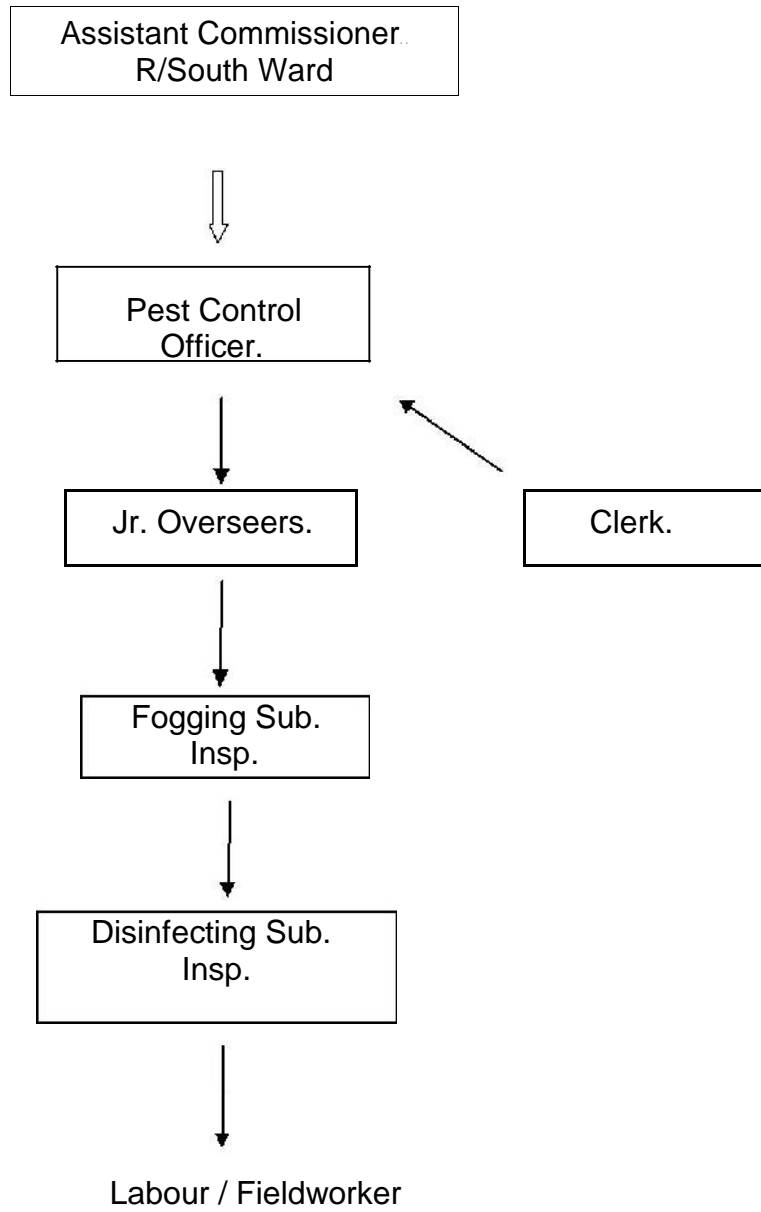 Assistant Commissioner..
R/South Ward
Pest Control
Officer.
Jr. Overseers.
Clerk.
Fogging Sub.
Insp.
Disinfecting Sub.
Insp.
Labour / Fieldworker